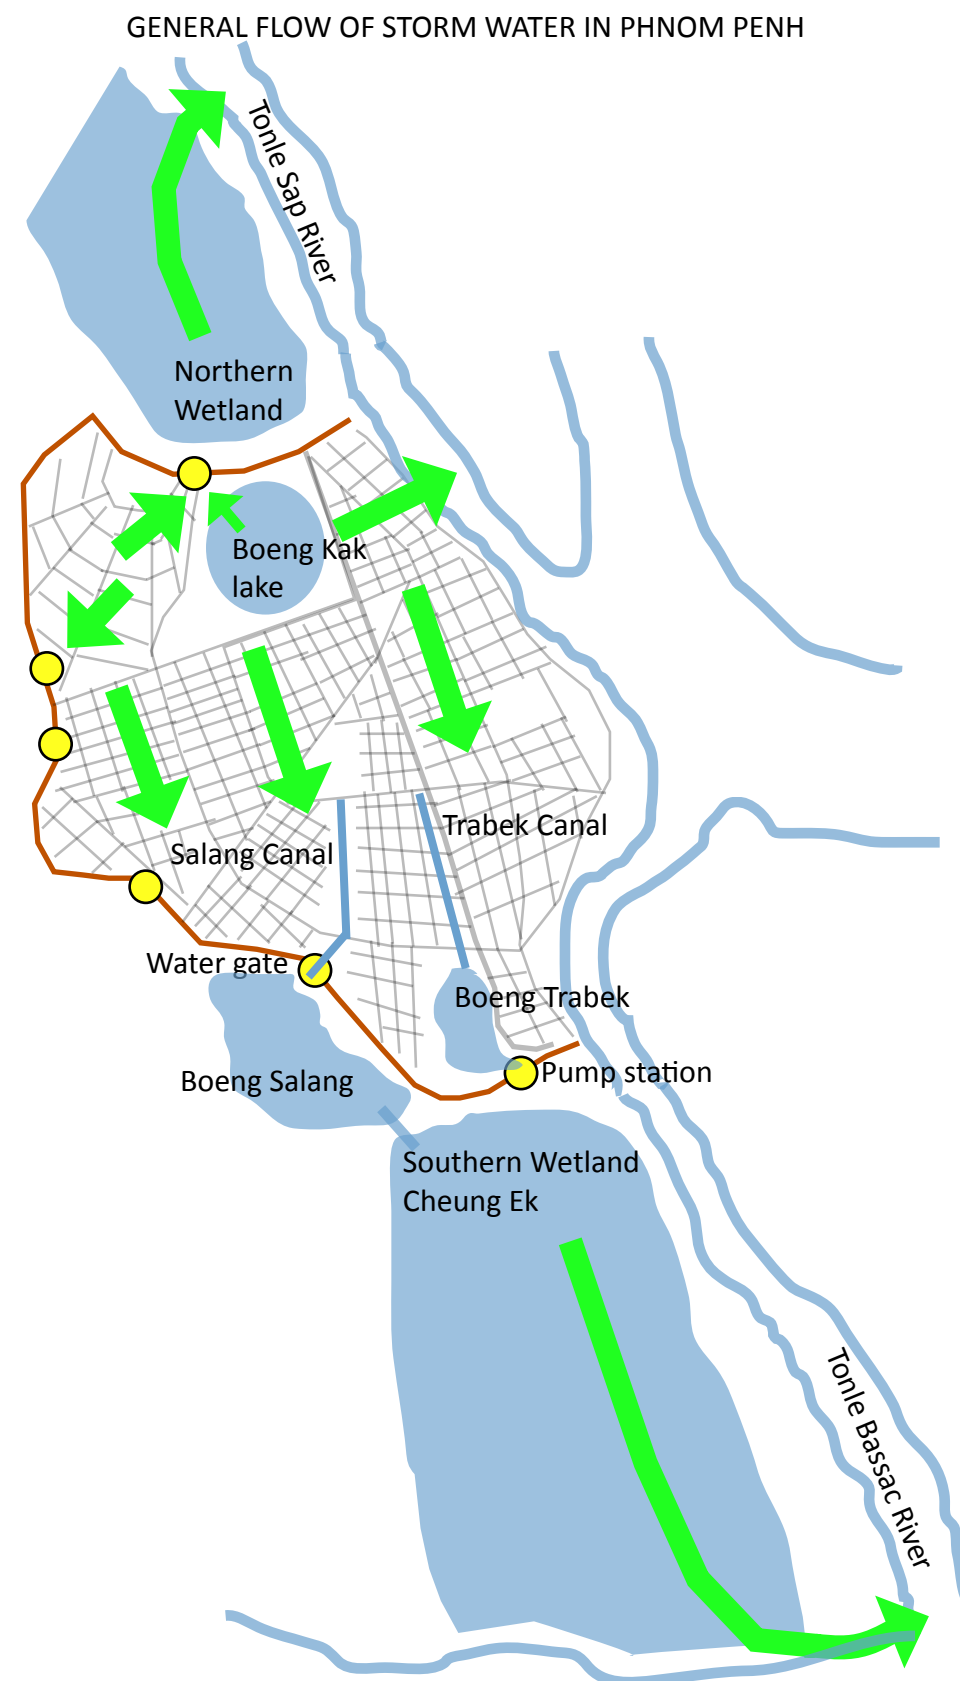 GENERAL FLOW OF STORM WATER IN PHNOM PENH
Tonle Sap River
Northern
Wetland
Boeng Kak
lake
Trabek Canal
Salang Canal
Water gate
Boeng Trabek
Pump station
Boeng Salang
Southern Wetland
Cheung Ek
Tonle Bassac River